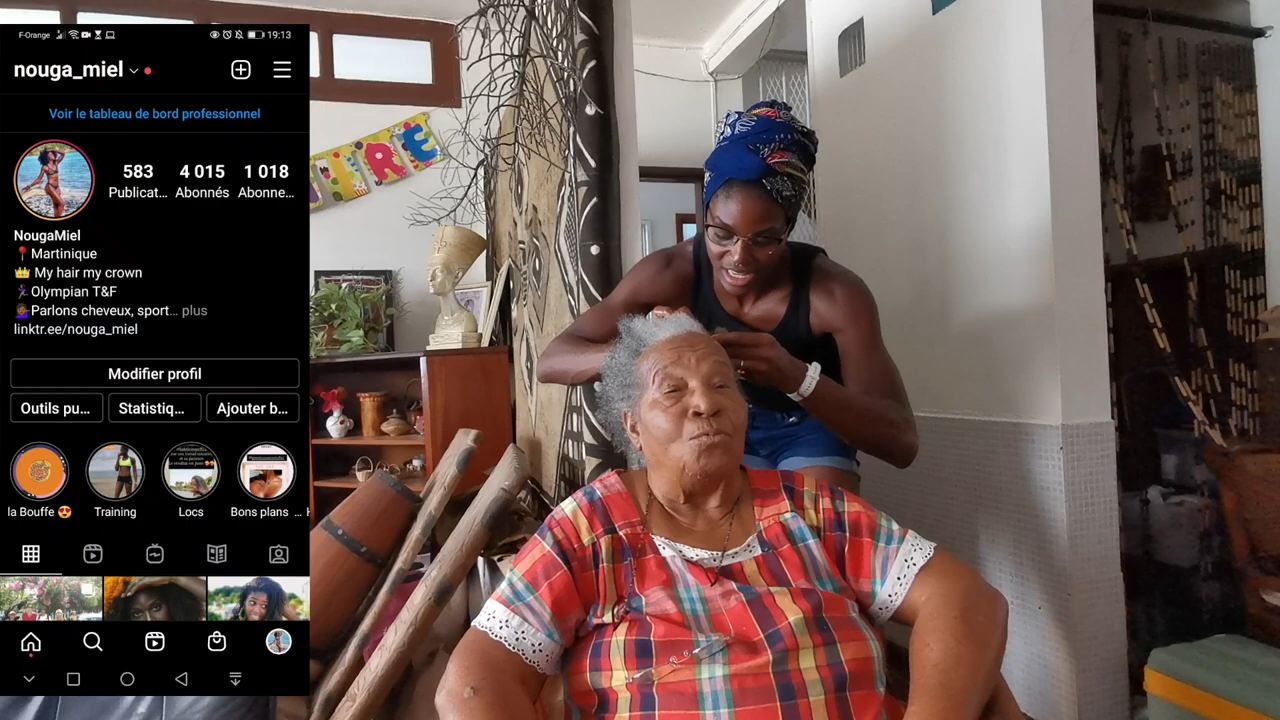 F-Orange 19:13
nouga_miel
Voir le tableau de bord professionnel
583 4 015 1 018
Publicat... Abonnés Abonne...
NougaMiel
📍Martinique
👑 My hair my crown
🏃🏾‍♀️Olympian T&F
💁🏾‍♀️Parlons cheveux, sport... plus
linktr.ee/nouga_miel
Modifier profil
Outils pu... Statistiq... Ajouter b...
la Bouffe 😍 Training Locs Bons plans ...
IRE